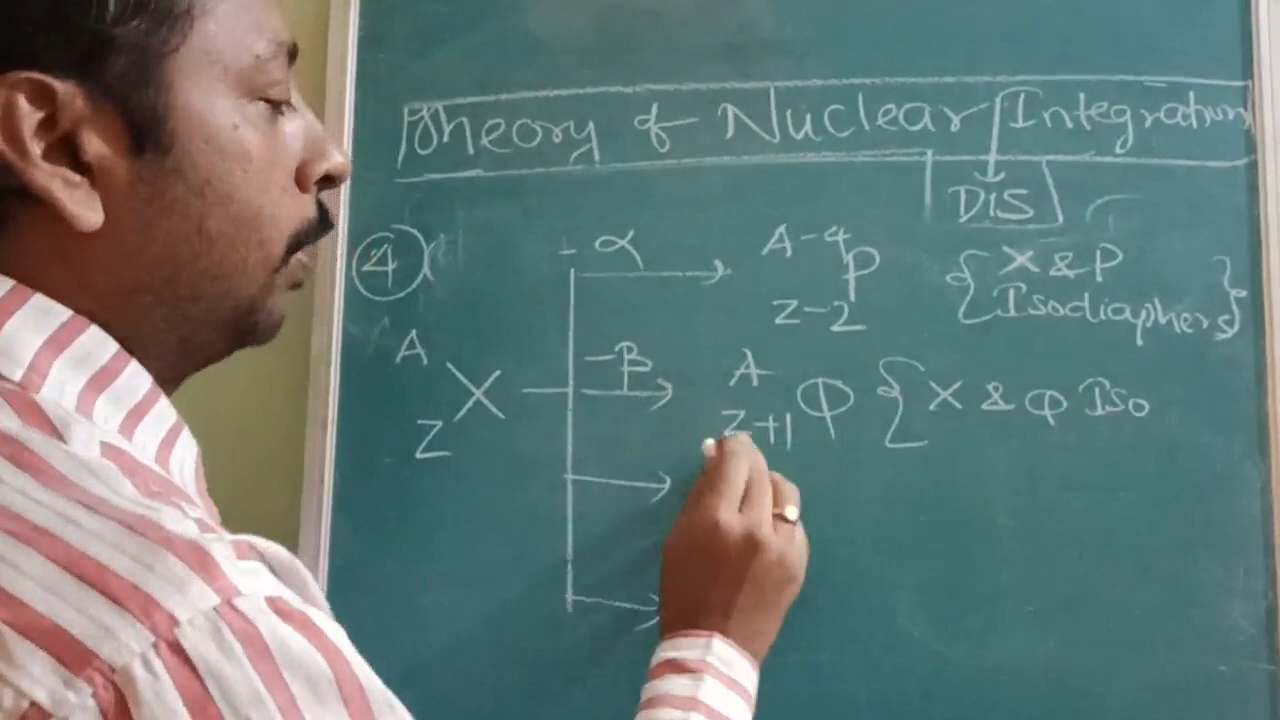 Theory of Nuclear Integration
DIS
④
α
A-4
P
Z-2
{ X & P
Isodiaphers }
A
X
Z
-β
A
Z+1
Φ { X & Φ Iso